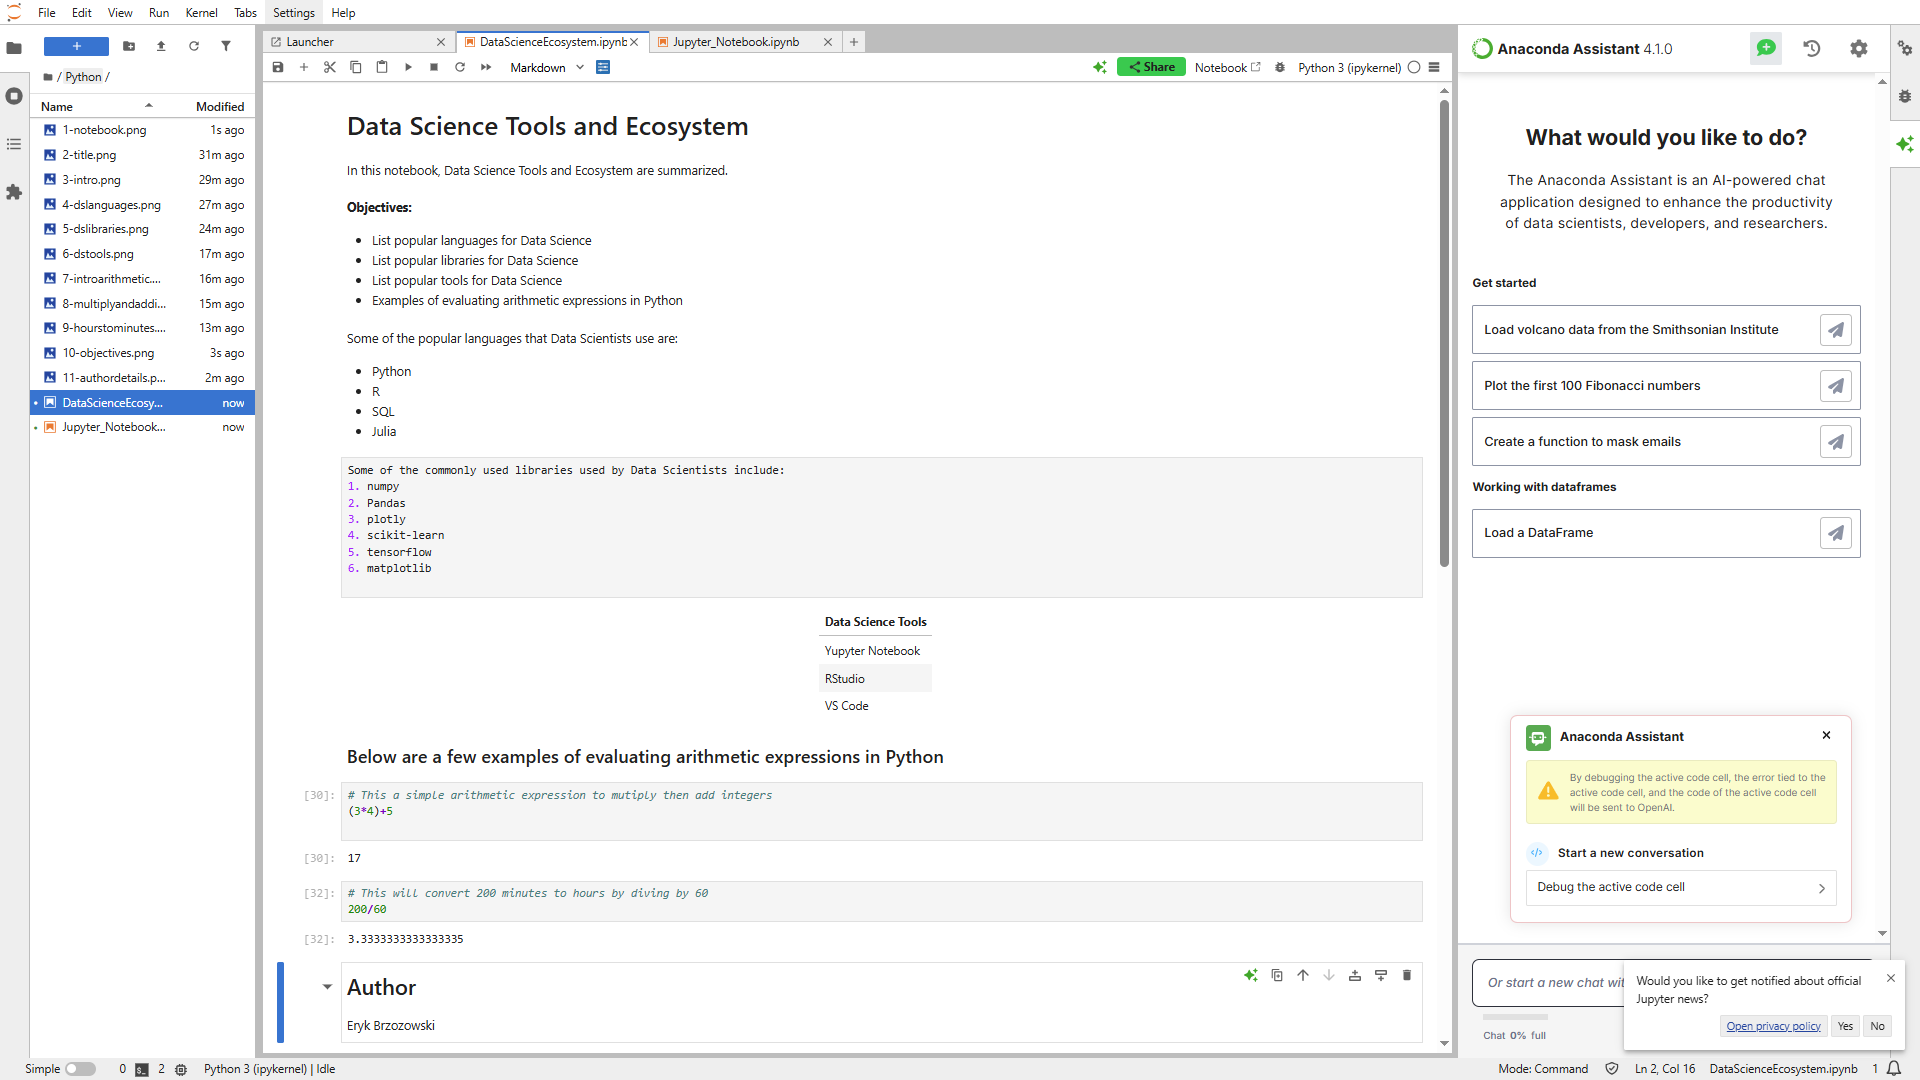 File Edit View Run Kernel Tabs Settings Help
+
/ Python /
Name Modified
1-notebook.png 1s ago
2-title.png 31m ago
3-intro.png 29m ago
4-dslanguages.png 27m ago
5-dslibraries.png 24m ago
6-dstools.png 17m ago
7-introarithmetic.... 16m ago
8-multiplyandaddi... 15m ago
9-hourstominutes.... 13m ago
10-objectives.png 3s ago
11-authordetails.p... 2m ago
DataScienceEcosy... now
Jupyter_Notebook... now
Launcher
DataScienceEcosystem.ipynb
Jupyter_Notebook.ipynb
Markdown
Share
Notebook
Python 3 (ipykernel)
Data Science Tools and Ecosystem
In this notebook, Data Science Tools and Ecosystem are summarized.
Objectives:
• List popular languages for Data Science
• List popular libraries for Data Science
• List popular tools for Data Science
• Examples of evaluating arithmetic expressions in Python
Some of the popular languages that Data Scientists use are:
• Python
• R
• SQL
• Julia
Some of the commonly used libraries used by Data Scientists include:
1. numpy
2. Pandas
3. plotly
4. scikit-learn
5. tensorflow
6. matplotlib
Data Science Tools
Yupyter Notebook
RStudio
VS Code
Below are a few examples of evaluating arithmetic expressions in Python
[30]: # This a simple arithmetic expression to mutiply then add integers
(3*4)+5
[30]: 17
[32]: # This will convert 200 minutes to hours by diving by 60
200/60
[32]: 3.3333333333333335
Author
Eryk Brzozowski
Anaconda Assistant 4.1.0
What would you like to do?
The Anaconda Assistant is an AI-powered chat
application designed to enhance the productivity
of data scientists, developers, and researchers.
Get started
Load volcano data from the Smithsonian Institute
Plot the first 100 Fibonacci numbers
Create a function to mask emails
Working with dataframes
Load a DataFrame
Anaconda Assistant
By debugging the active code cell, the error tied to the
active code cell, and the code of the active code cell
will be sent to OpenAI.
Start a new conversation
Debug the active code cell
Or start a new chat wit
Chat 0% full
Would you like to get notified about official
Jupyter news?
Open privacy policy Yes No
Simple 0 2 Python 3 (ipykernel) | Idle
Mode: Command Ln 2, Col 16 DataScienceEcosystem.ipynb 1